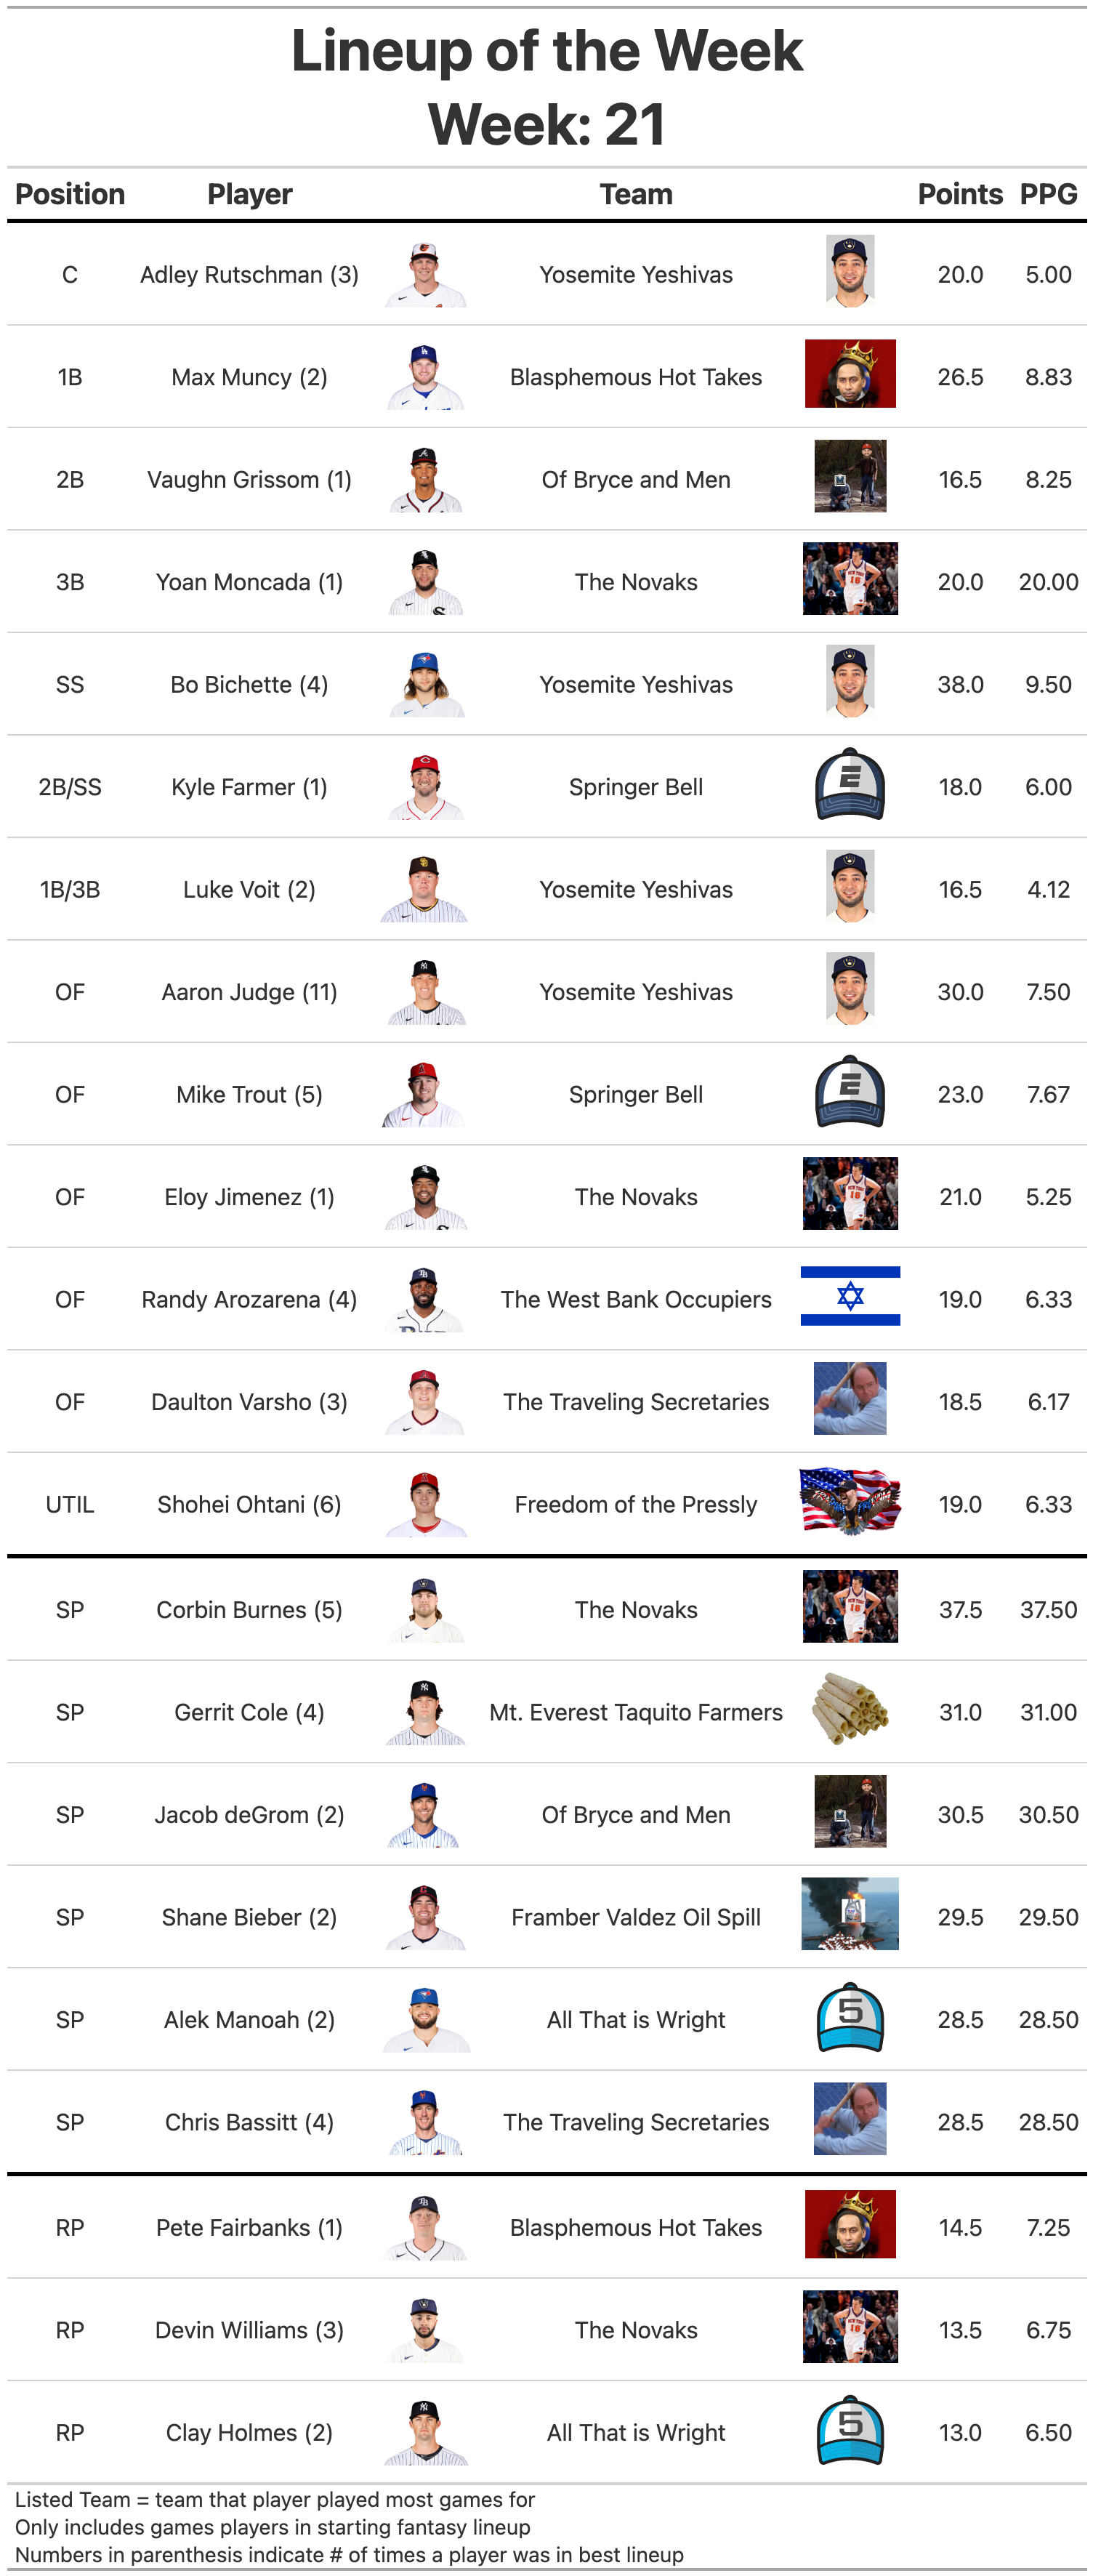 Lineup of the Week
Week: 21
Position Player Team Points PPG
C Adley Rutschman (3) Yosemite Yeshivas 20.0 5.00
1B Max Muncy (2) Blasphemous Hot Takes 26.5 8.83
2B Vaughn Grissom (1) Of Bryce and Men 16.5 8.25
3B Yoan Moncada (1) The Novaks 20.0 20.00
SS Bo Bichette (4) Yosemite Yeshivas 38.0 9.50
2B/SS Kyle Farmer (1) Springer Bell 18.0 6.00
1B/3B Luke Voit (2) Yosemite Yeshivas 16.5 4.12
OF Aaron Judge (11) Yosemite Yeshivas 30.0 7.50
OF Mike Trout (5) Springer Bell 23.0 7.67
OF Eloy Jimenez (1) The Novaks 21.0 5.25
OF Randy Arozarena (4) The West Bank Occupiers 19.0 6.33
OF Daulton Varsho (3) The Traveling Secretaries 18.5 6.17
UTIL Shohei Ohtani (6) Freedom of the Pressly 19.0 6.33
SP Corbin Burnes (5) The Novaks 37.5 37.50
SP Gerrit Cole (4) Mt. Everest Taquito Farmers 31.0 31.00
SP Jacob deGrom (2) Of Bryce and Men 30.5 30.50
SP Shane Bieber (2) Framber Valdez Oil Spill 29.5 29.50
SP Alek Manoah (2) All That is Wright 5 28.5 28.50
SP Chris Bassitt (4) The Traveling Secretaries 28.5 28.50
RP Pete Fairbanks (1) Blasphemous Hot Takes 14.5 7.25
RP Devin Williams (3) The Novaks 13.5 6.75
RP Clay Holmes (2) All That is Wright 5 13.0 6.50
Listed Team = team that player played most games for
Only includes games players in starting fantasy lineup
Numbers in parenthesis indicate # of times a player was in best lineup